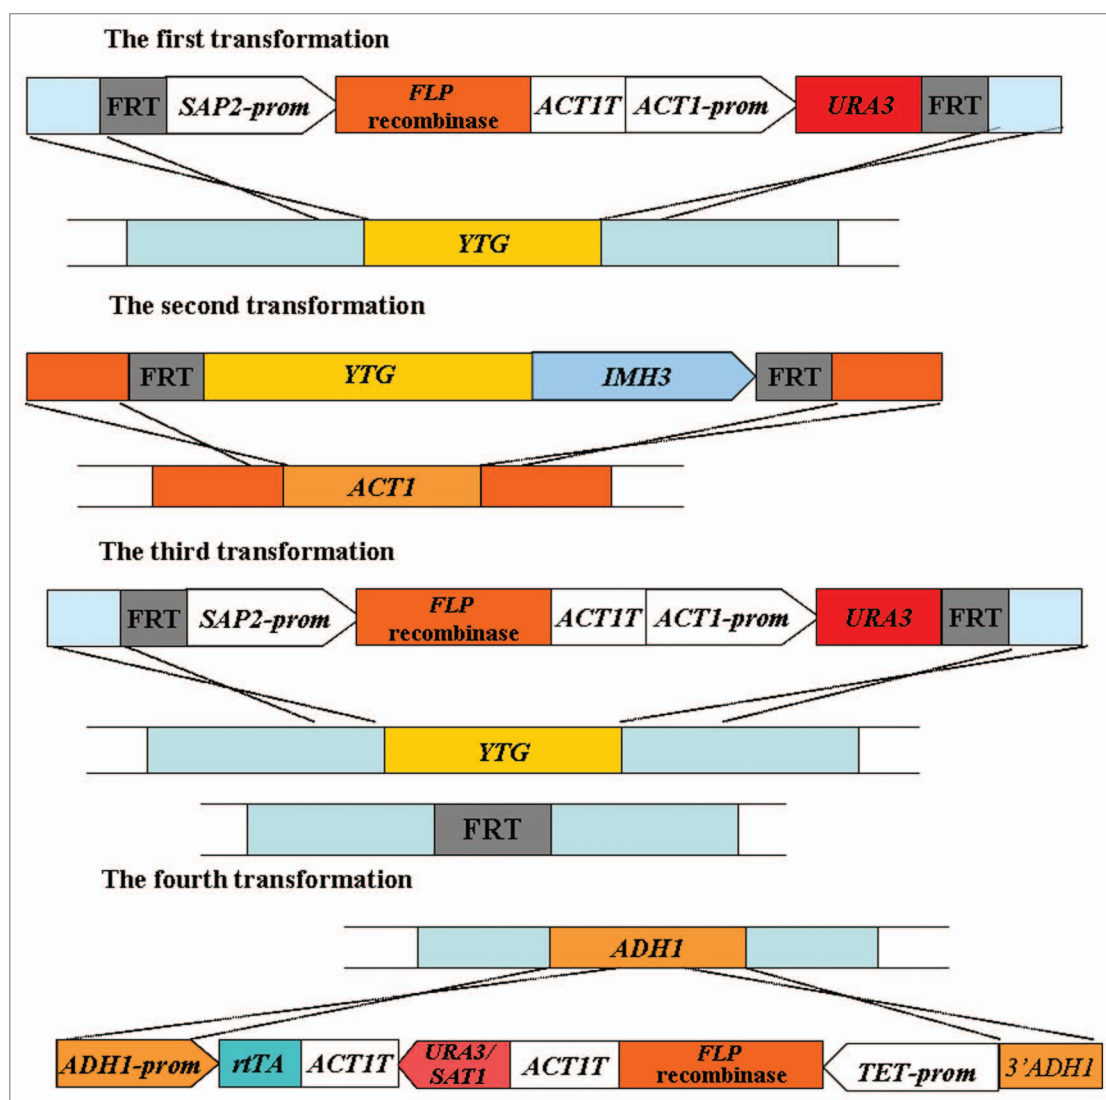 The first transformation
FRT SAP2-prom FLP recombinase ACT1T ACT1-prom URA3 FRT
YTG
The second transformation
FRT YTG IMH3 FRT
ACT1
The third transformation
FRT SAP2-prom FLP recombinase ACT1T ACT1-prom URA3 FRT
YTG
FRT
The fourth transformation
ADH1
ADH1-prom rtTA ACT1T URA3/ SAT1 ACT1T FLP recombinase TET-prom 3'ADH1